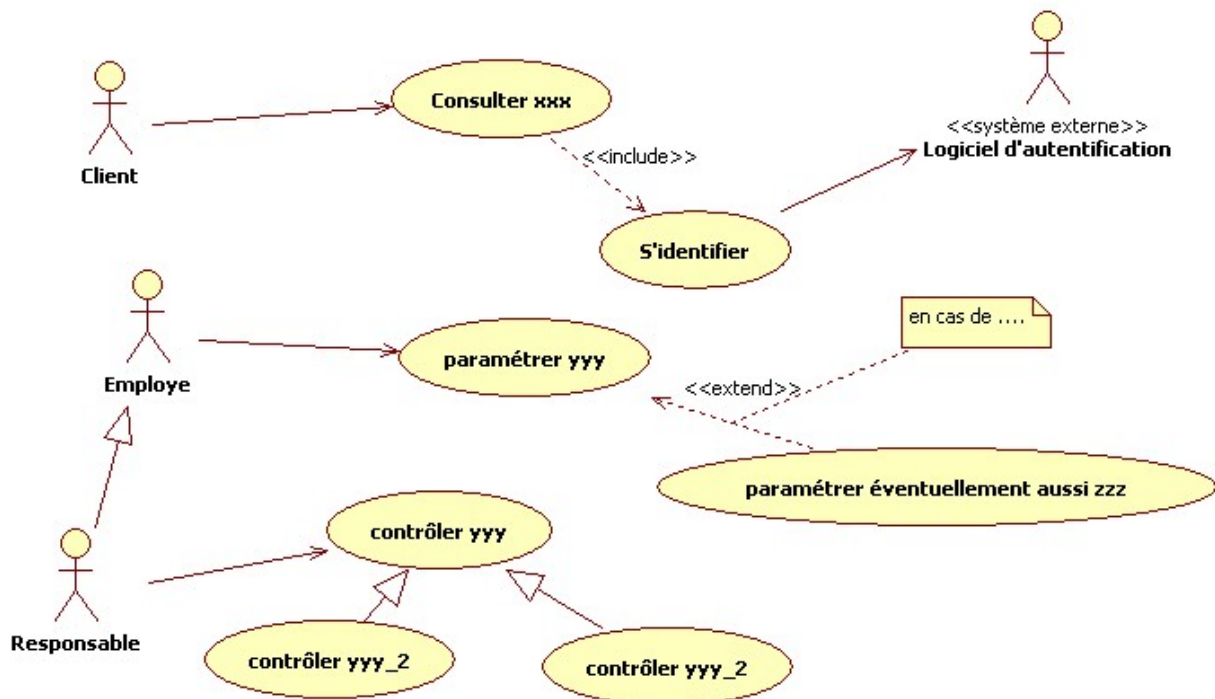 Consulter xxx
<<système externe>>
Logiciel d'autentification
<<include>>
Client
S'identifier
en cas de ....
paramétrer yyy
Employe
<<extend>>
paramétrer éventuellement aussi zzz
contrôler yyy
Responsable
contrôler yyy_2
contrôler yyy_2